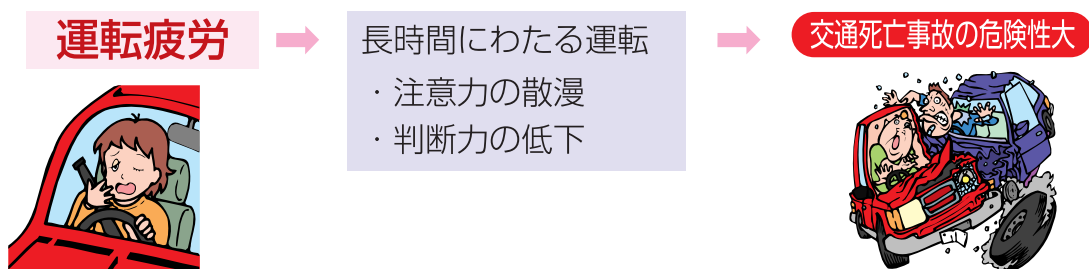 運転疲労
長時間にわたる運転
・注意力の散漫
・判断力の低下
交通死亡事故の危険性大